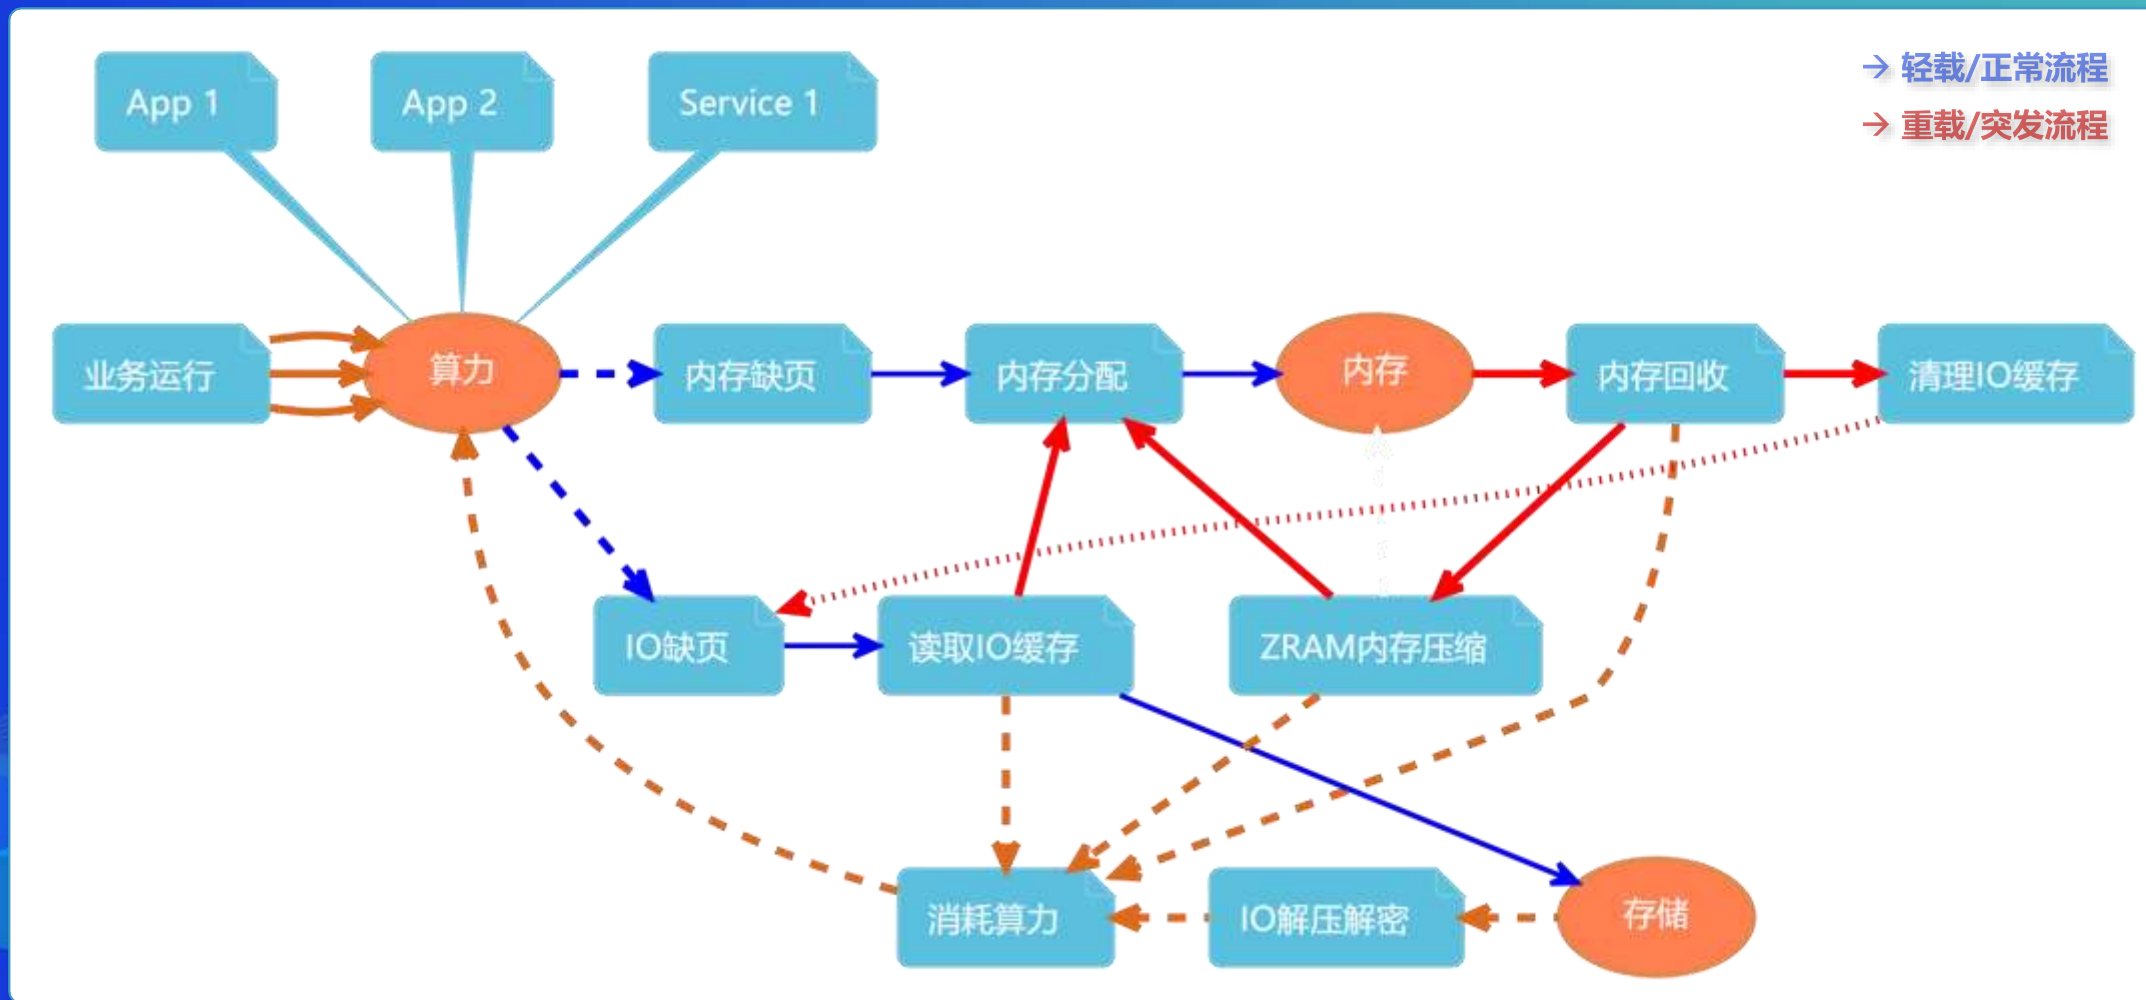 App 1
App 2
Service 1
→ 轻载/正常流程
→ 重载/突发流程
业务运行
算力
内存缺页
内存分配
内存
内存回收
清理IO缓存
IO缺页
读取IO缓存
ZRAM内存压缩
消耗算力
IO解压解密
存储